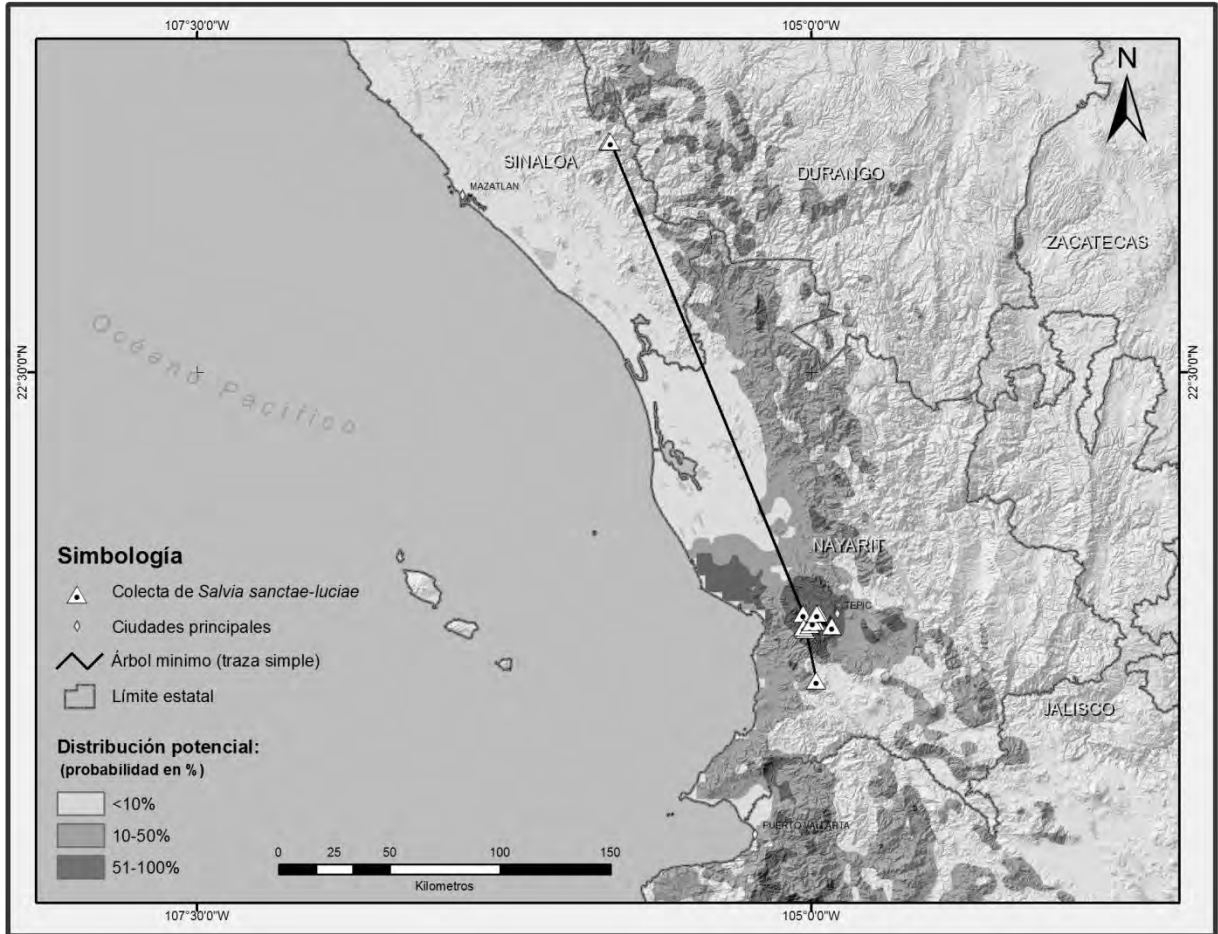 107°30'0"W
105°0'0"W
N
SINALOA
DURANGO
MAZATLAN
ZACATECAS
22°30'0"N
22°30'0"N
Océano Pacífico
NAYARIT
TEPIC
JALISCO
PUERTO VALLARTA
Simbología
Colecta de Salvia sanctae-luciae
Ciudades principales
Árbol minimo (traza simple)
Límite estatal
Distribución potencial:
(probabilidad en %)
<10%
10-50%
51-100%
0 25 50 100 150
Kilometros
107°30'0"W
105°0'0"W